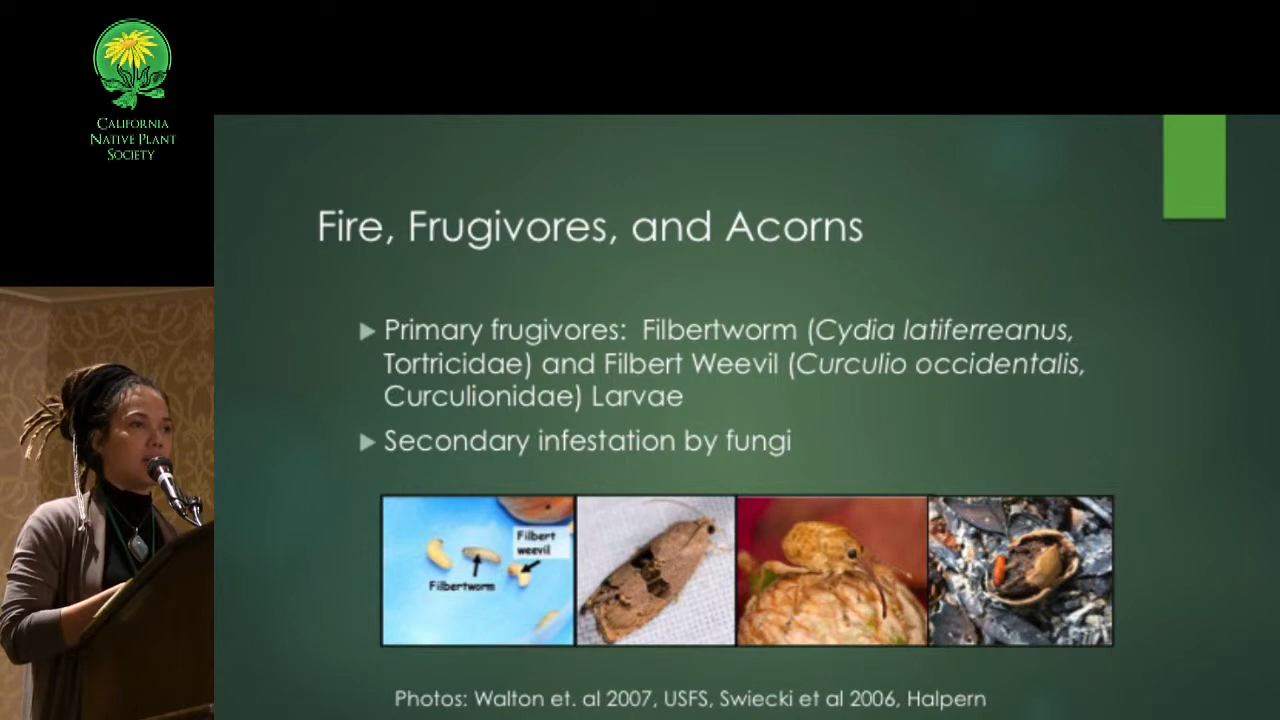 CALIFORNIA
NATIVE PLANT
SOCIETY
Fire, Frugivores, and Acorns
Primary frugivores: Filbertworm (Cydia latiferreanus,
Tortricidae) and Filbert Weevil (Curculio occidentalis,
Curculionidae) Larvae
Secondary infestation by fungi
Filbert
weevil
Filbertworm
Photos: Walton et. al 2007, USFS, Swiecki et al 2006, Halpern